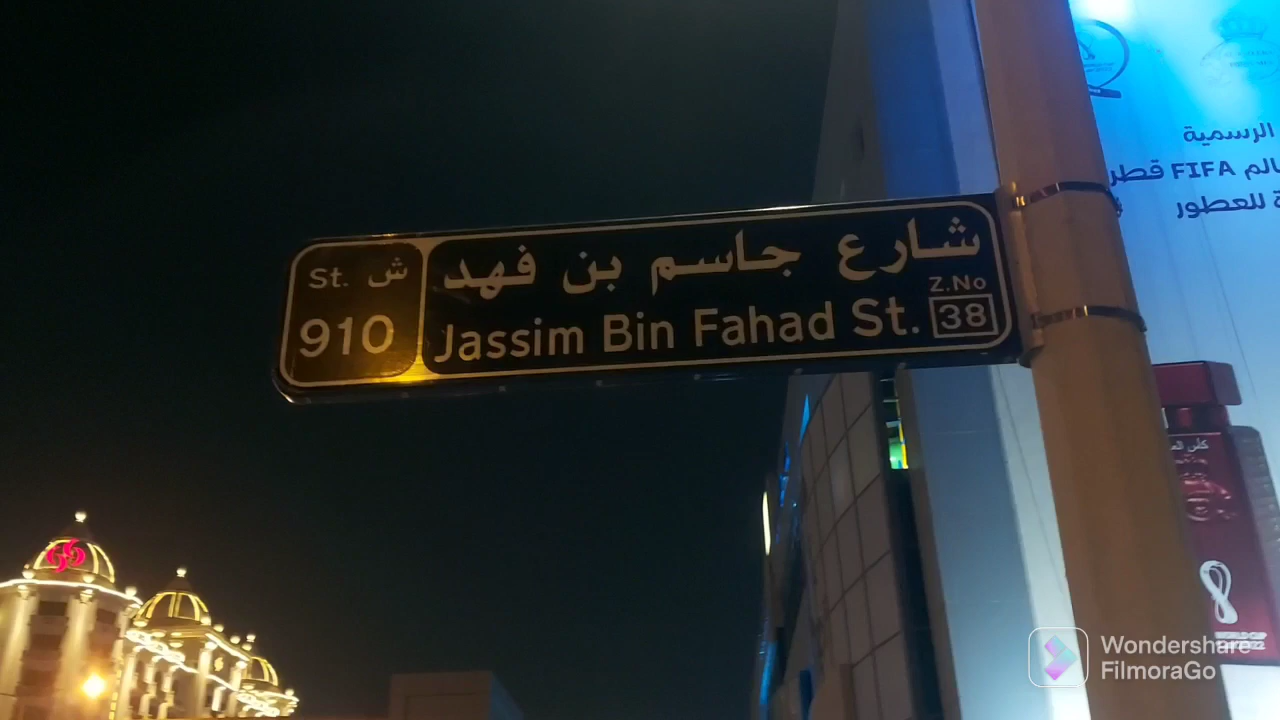 شارع جاسم بن فهد
Jassim Bin Fahad St.
Z.No
38
St. ش
910
الرسمية
FIFA قطر
للعطور
Wondershare
FilmoraGo